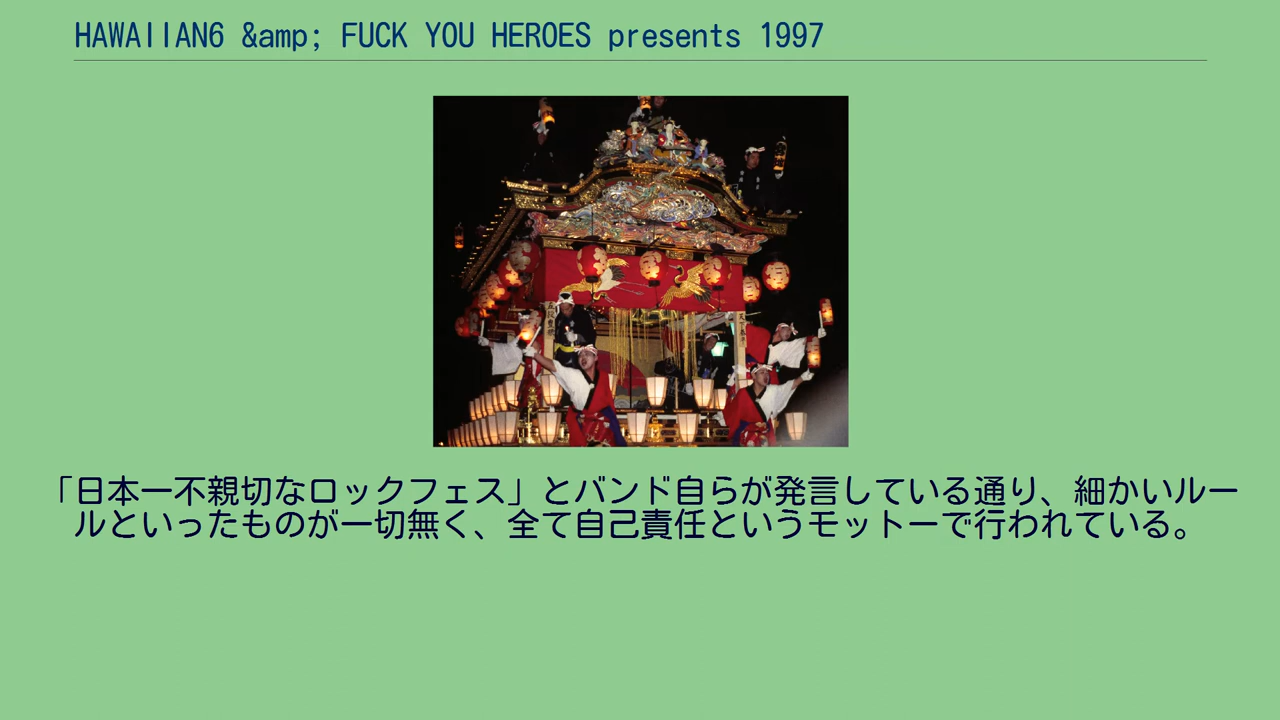 HAWAIIAN6 &amp; FUCK YOU HEROES presents 1997
「日本一不親切なロックフェス」とバンド自らが発言している通り、細かいルー
ルといったものが一切無く、全て自己責任というモットーで行われている。